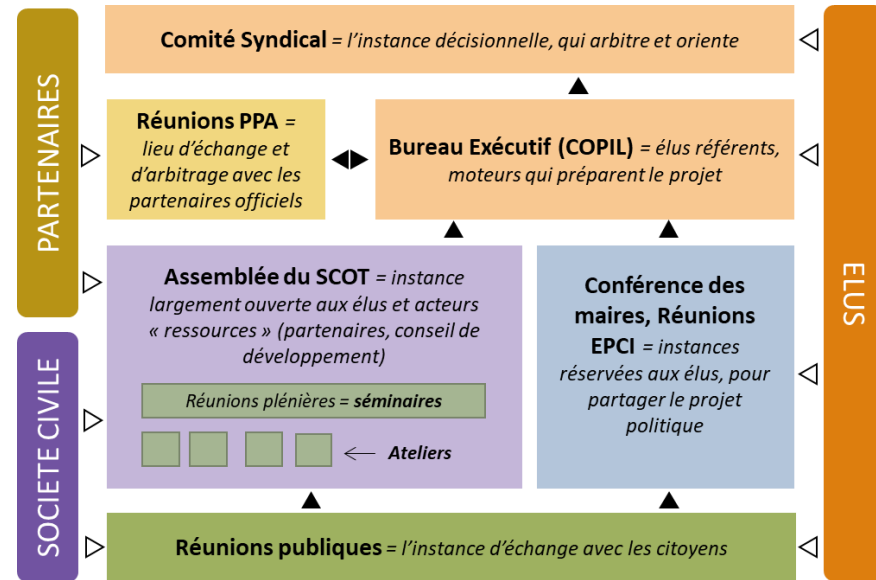 PARTENAIRES
SOCIETE CIVILE
Comité Syndical = l’instance décisionnelle, qui arbitre et oriente
Réunions PPA =
lieu d’échange et
d’arbitrage avec les
partenaires officiels
Bureau Exécutif (COPIL) = élus référents,
moteurs qui préparent le projet
Assemblée du SCOT = instance
largement ouverte aux élus et acteurs
« ressources » (partenaires, conseil de
développement)
Réunions plénières = séminaires
Ateliers
Conférence des
maires, Réunions
EPCI = instances
réservées aux élus, pour
partager le projet
politique
Réunions publiques = l’instance d’échange avec les citoyens
ELUS